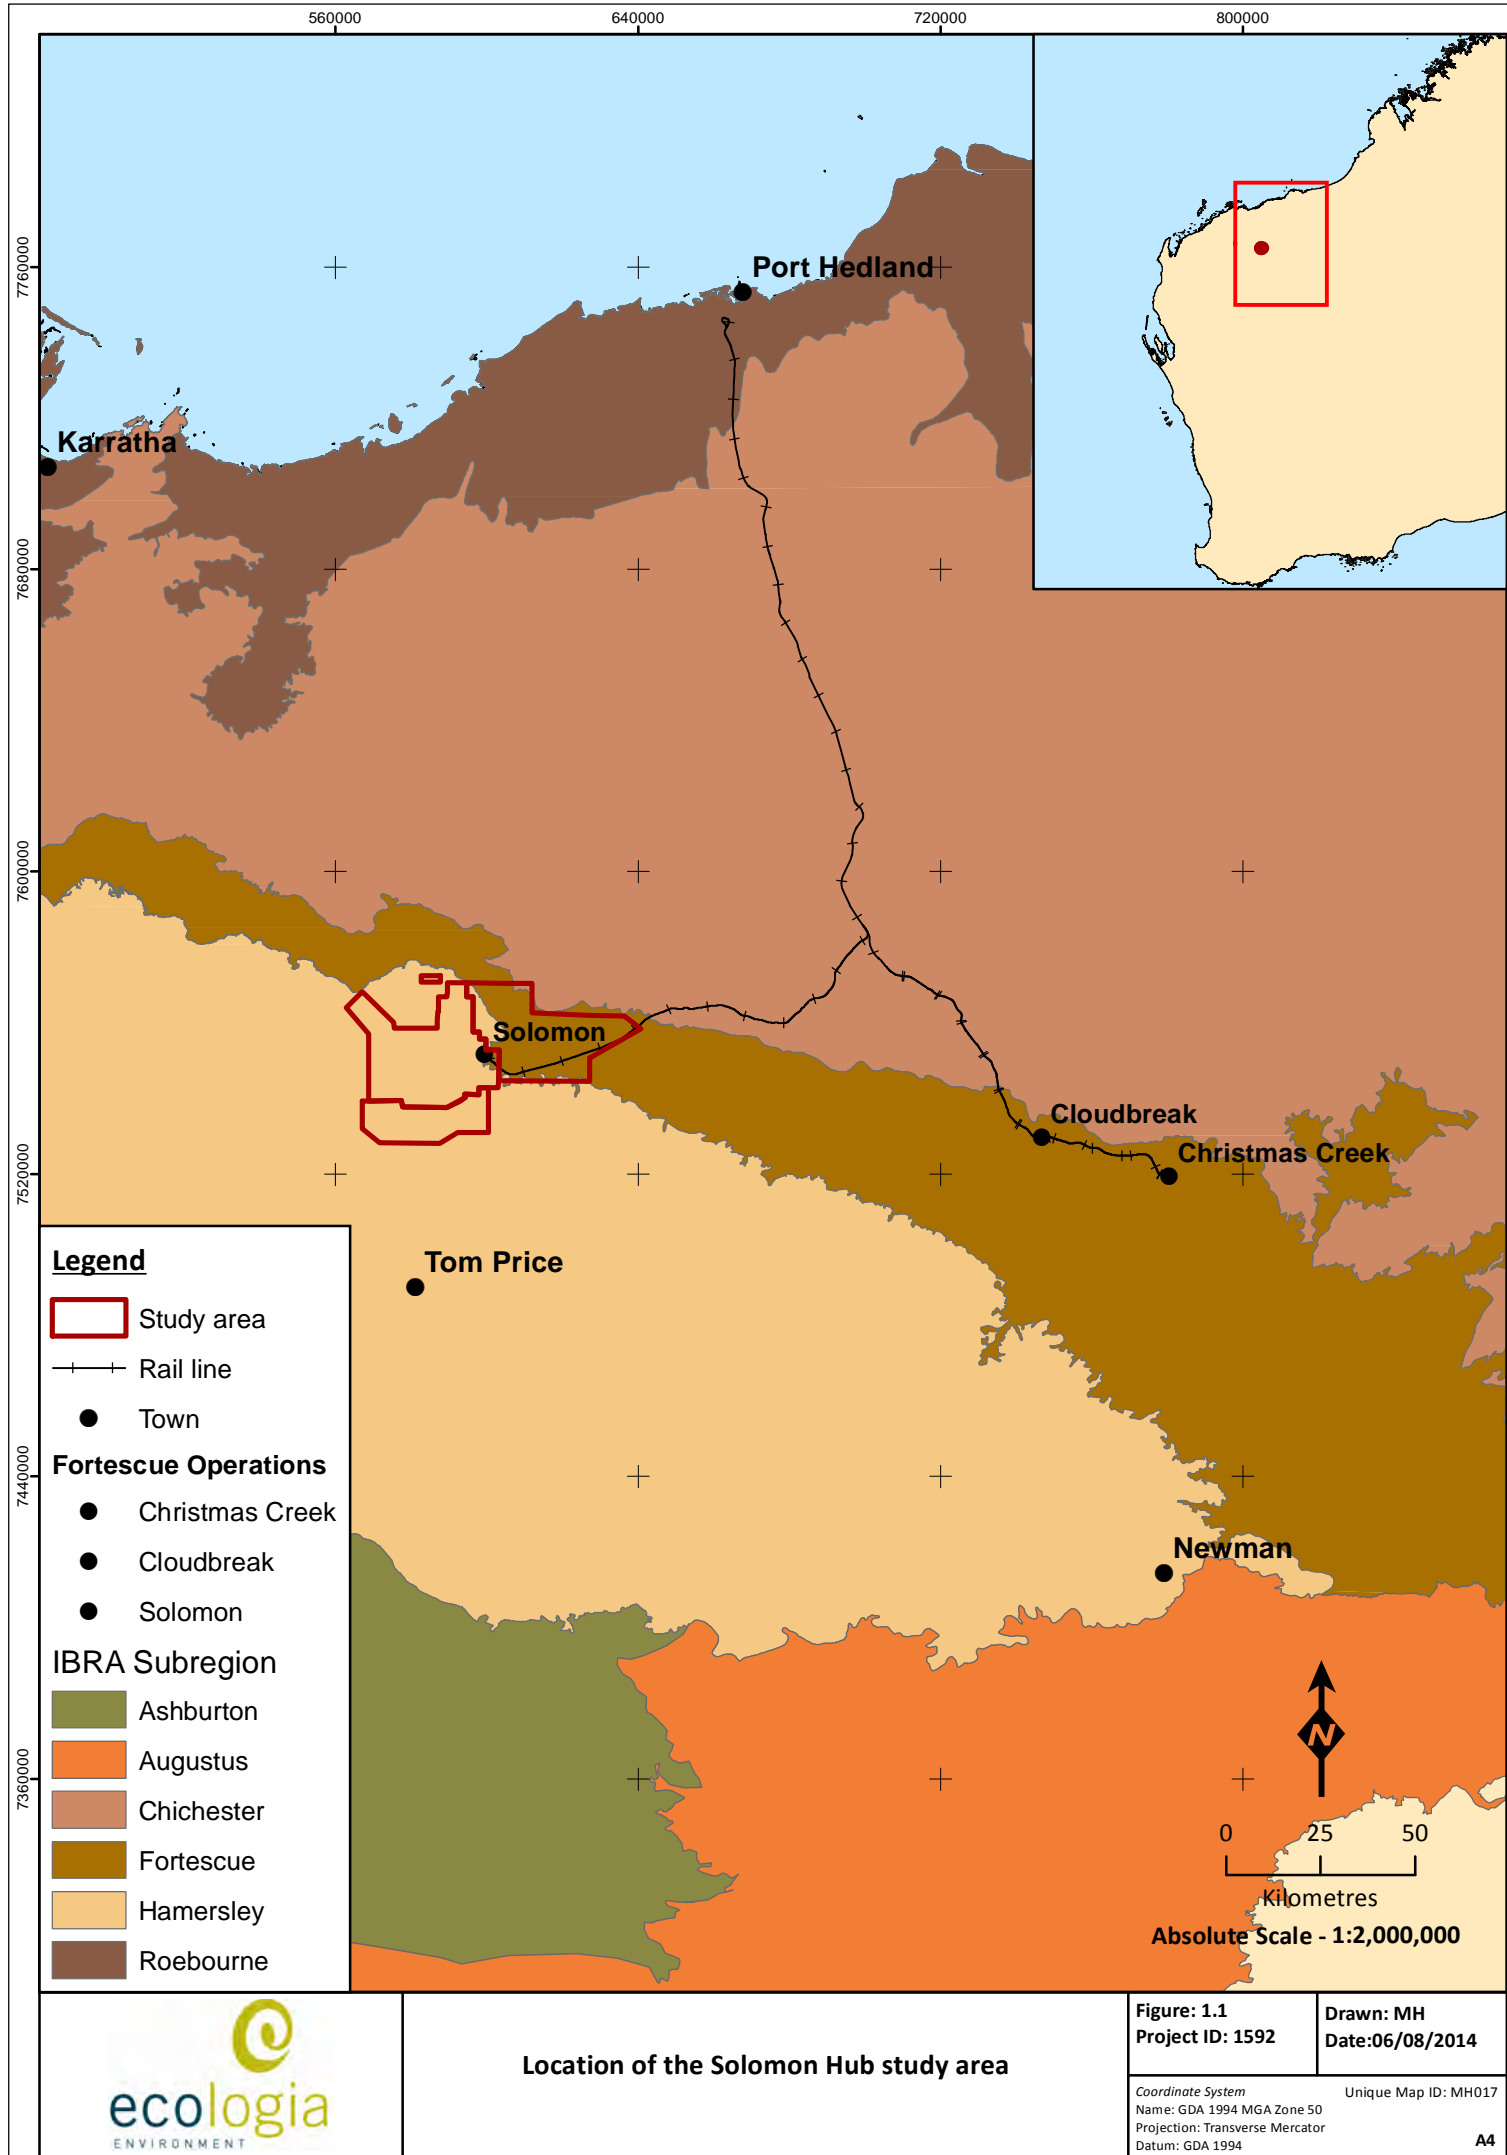 560000
640000
720000
800000
7760000
7680000
7600000
7520000
7440000
7360000
Port Hedland
Karratha
Solomon
Cloudbreak
Christmas Creek
Tom Price
Newman
Legend
Study area
Rail line
Town
Fortescue Operations
Christmas Creek
Cloudbreak
Solomon
IBRA Subregion
Ashburton
Augustus
Chichester
Fortescue
Hamersley
Roebourne
N
0 25 50
Kilometres
Absolute Scale - 1:2,000,000
ecologia
ENVIRONMENT
Location of the Solomon Hub study area
Figure: 1.1
Project ID: 1592
Drawn: MH
Date:06/08/2014
Coordinate System
Name: GDA 1994 MGA Zone 50
Projection: Transverse Mercator
Datum: GDA 1994
Unique Map ID: MH017
A4